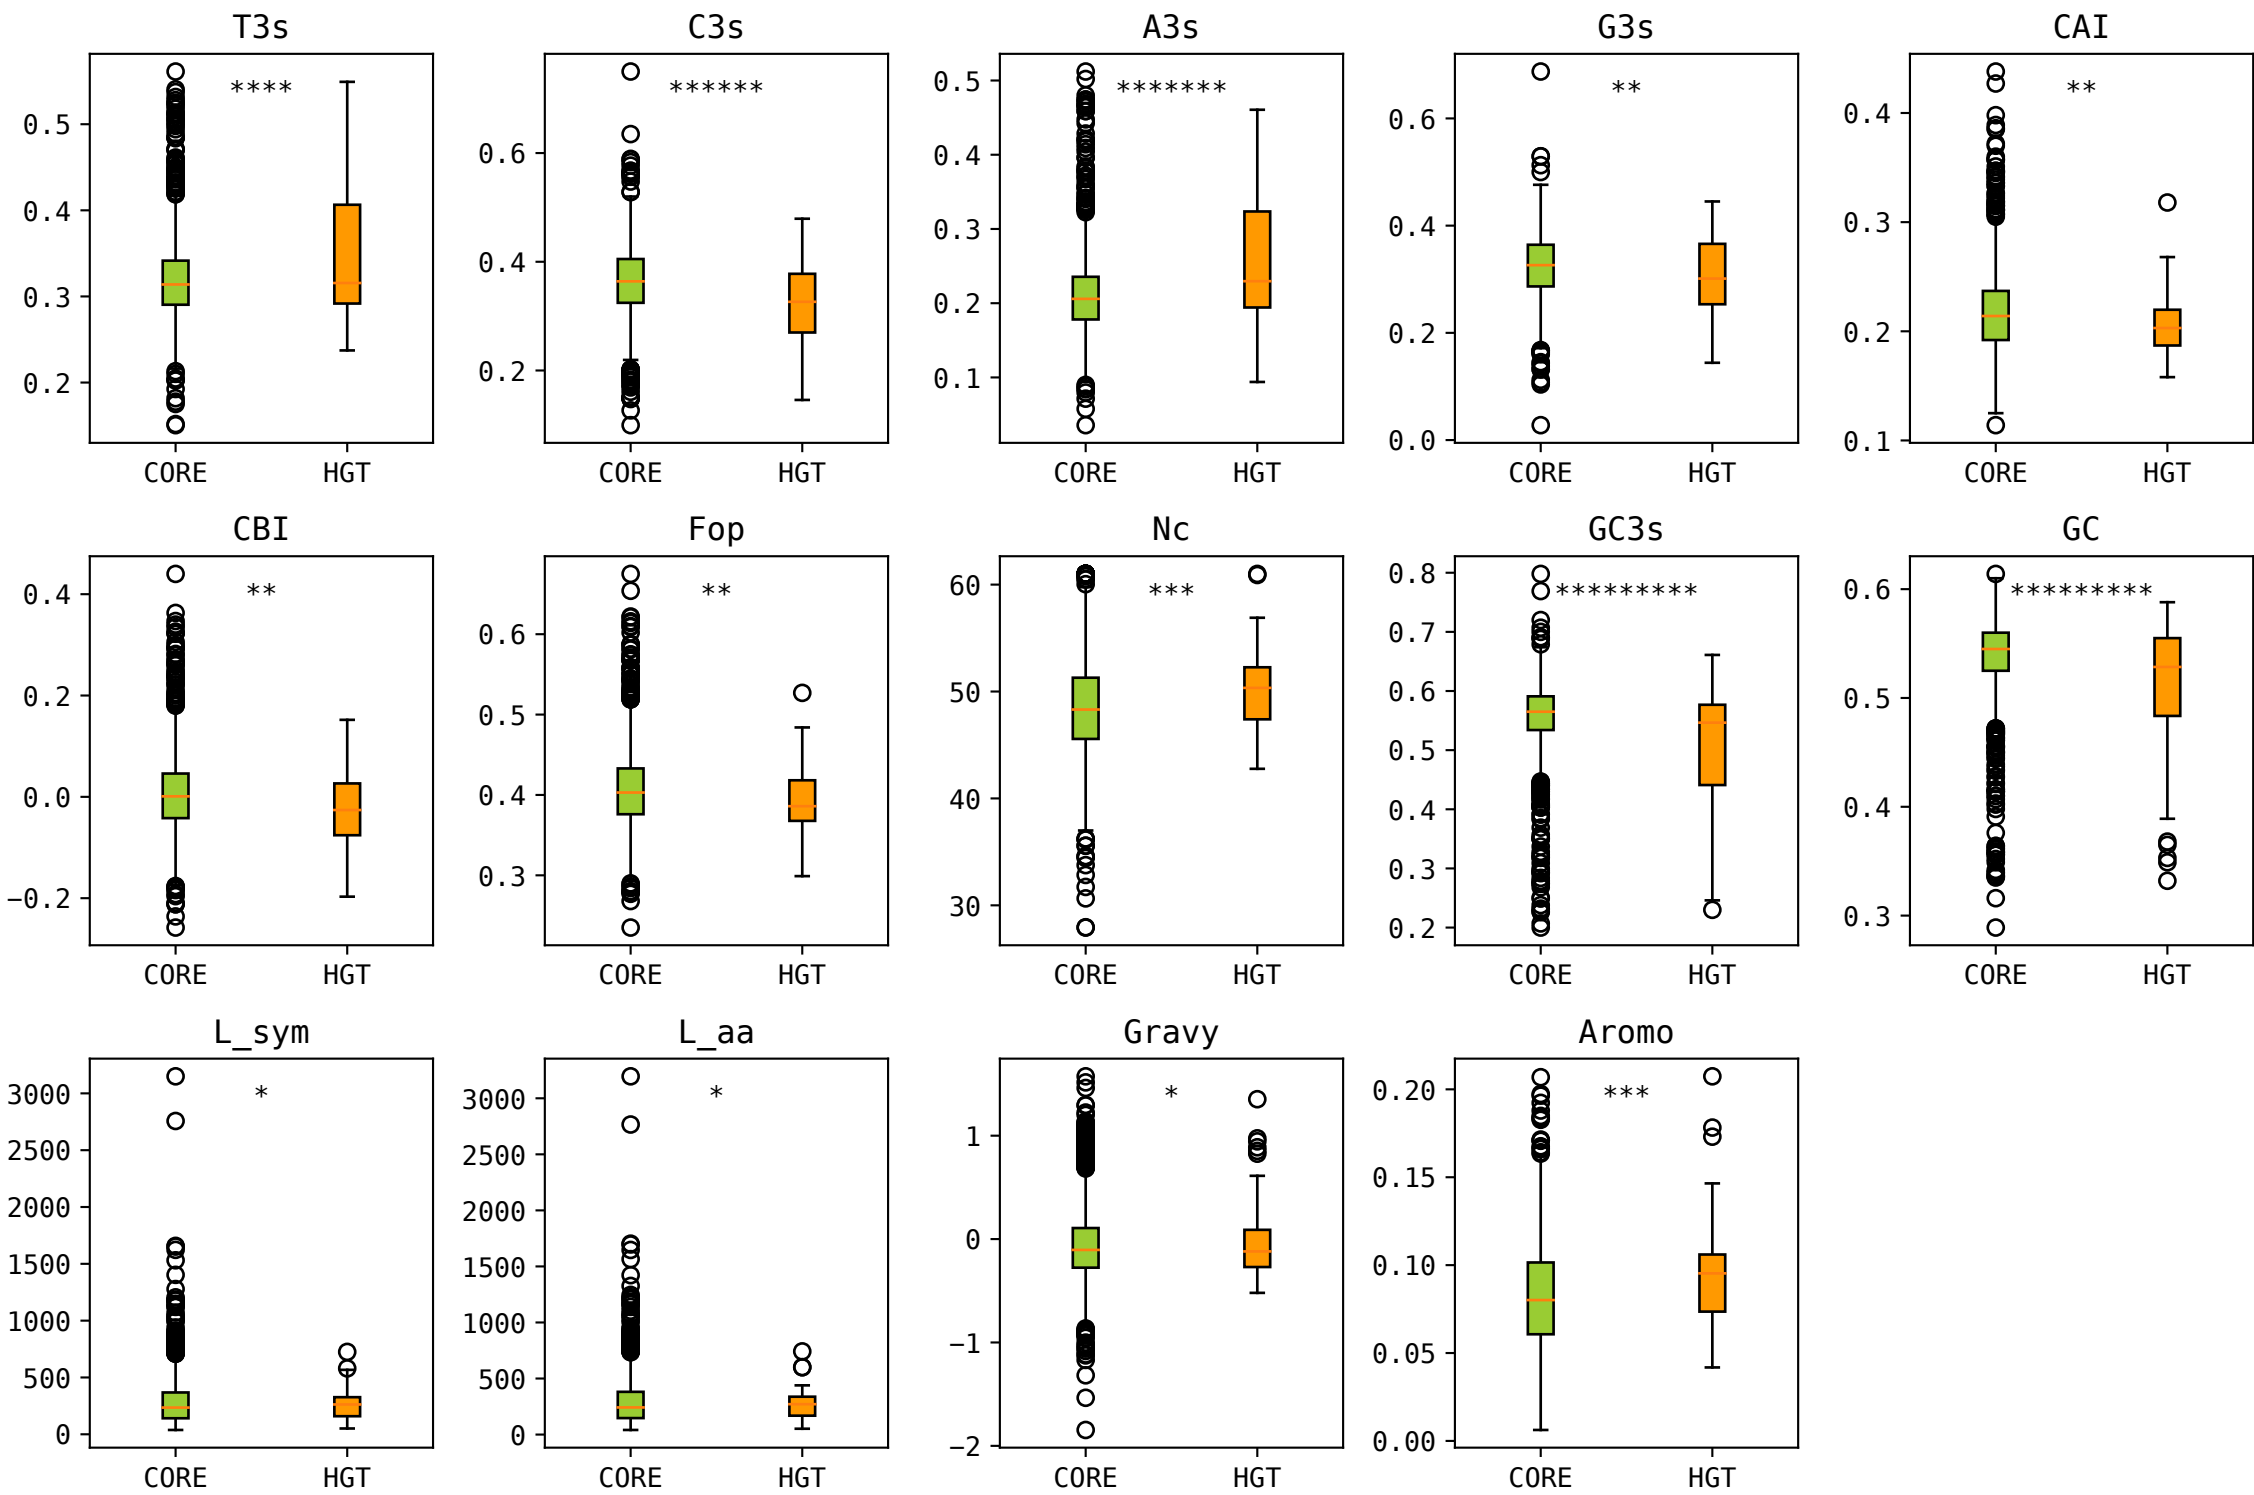 T3s
C3s
A3s
G3s
CAI
****
******
*******
**
**
0.5
0.4
0.3
0.2
0.6
0.4
0.2
0.5
0.4
0.3
0.2
0.1
0.6
0.4
0.2
0.0
0.4
0.3
0.2
0.1
CORE HGT
CORE HGT
CORE HGT
CORE HGT
CORE HGT
CBI
Fop
Nc
GC3s
GC
**
**
***
*********
*********
0.4
0.2
0.0
−0.2
0.6
0.5
0.4
0.3
60
50
40
30
0.8
0.7
0.6
0.5
0.4
0.3
0.2
0.6
0.5
0.4
0.3
CORE HGT
CORE HGT
CORE HGT
CORE HGT
CORE HGT
L_sym
L_aa
Gravy
Aromo
*
*
*
***
3000
2500
2000
1500
1000
500
0
3000
2500
2000
1500
1000
500
0
1
0
−1
−2
0.20
0.15
0.10
0.05
0.00
CORE HGT
CORE HGT
CORE HGT
CORE HGT